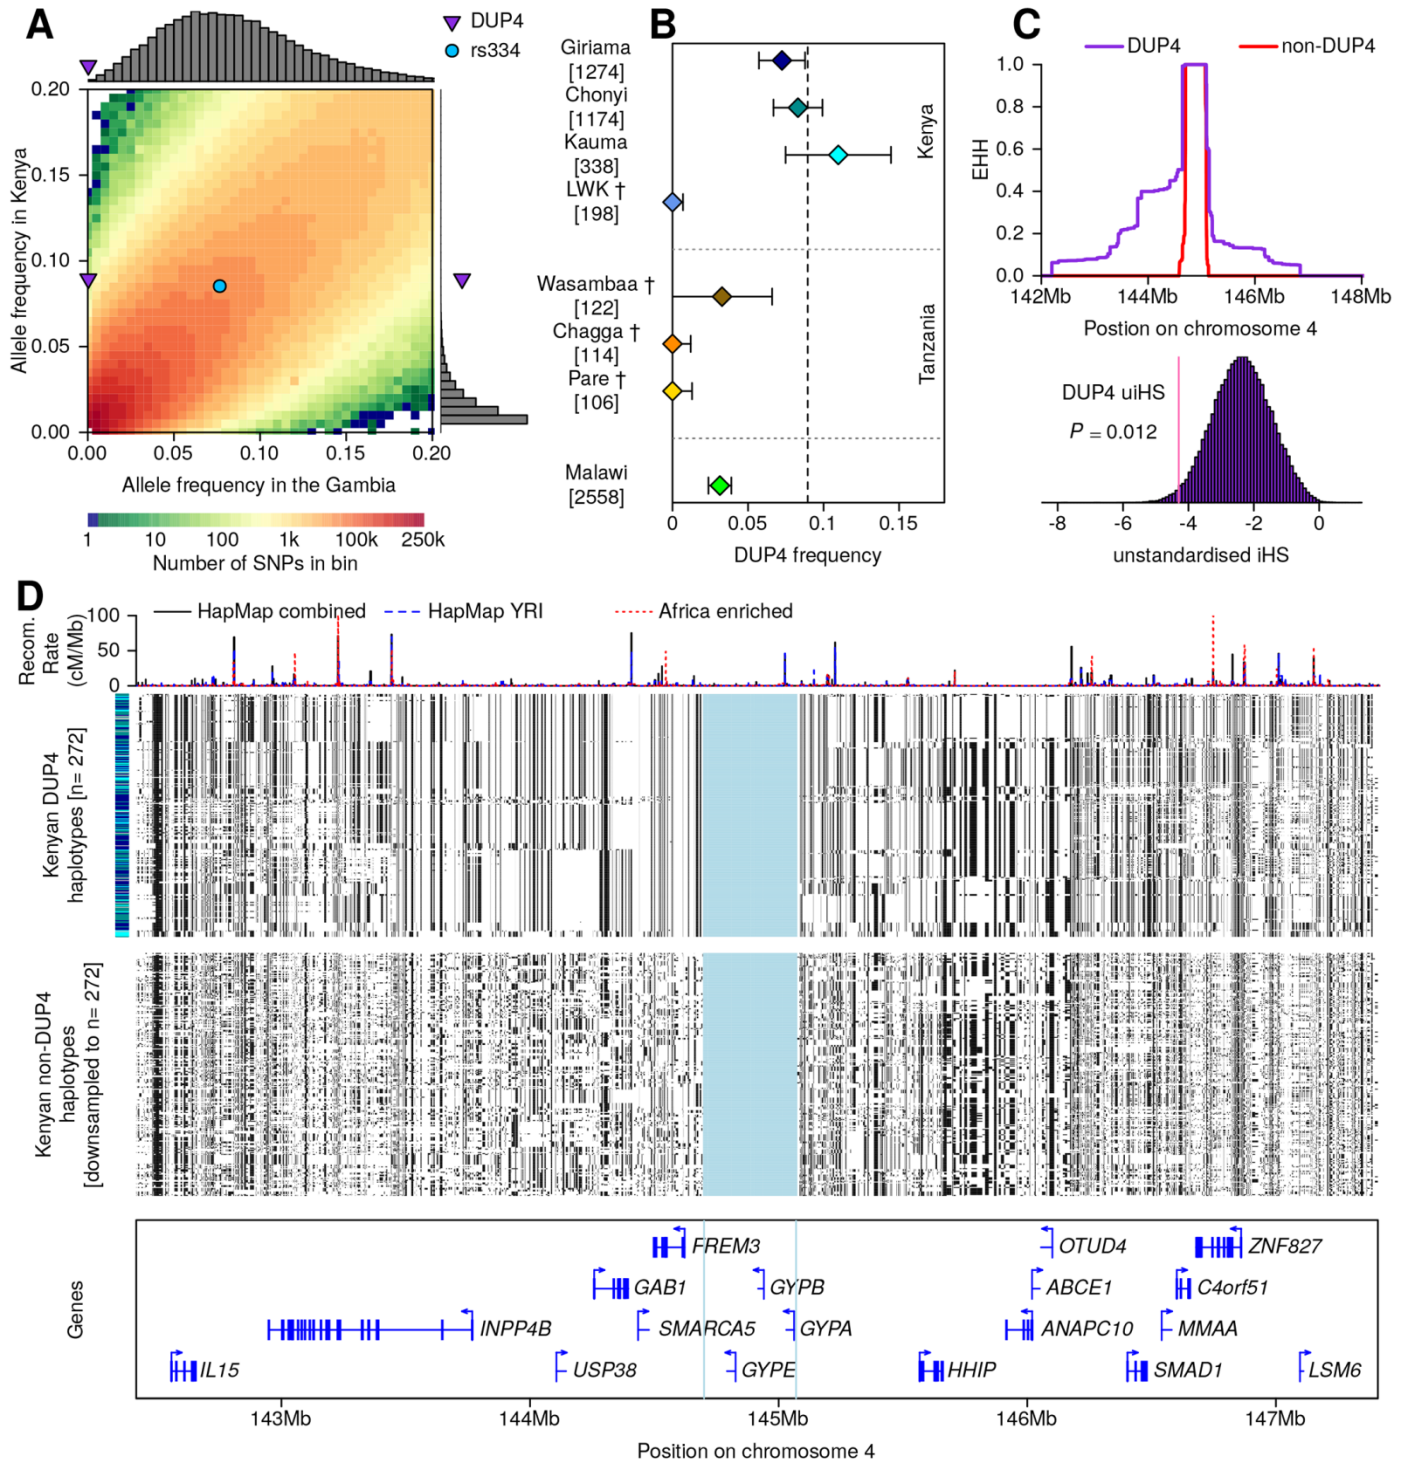 A
DUP4
rs334
0.20
0.15
0.10
0.05
0.00
Allele frequency in Kenya
0.00 0.05 0.10 0.15 0.20
Allele frequency in the Gambia
1 10 100 1k 100k 250k
Number of SNPs in bin
B
Giriama
[1274]
Chonyi
[1174]
Kauma
[338]
LWK †
[198]
Wasambaa †
[122]
Chagga †
[114]
Pare †
[106]
Malawi
[2558]
Kenya
Tanzania
0 0.05 0.1 0.15
DUP4 frequency
C
DUP4 non-DUP4
1.0
0.8
0.6
0.4
0.2
0.0
EHH
142Mb 144Mb 146Mb 148Mb
Postion on chromosome 4
DUP4 uiHS
P = 0.012
-8 -6 -4 -2 0
unstandardised iHS
D
HapMap combined HapMap YRI Africa enriched
Recom.
Rate
(cM/Mb)
100
50
0
Kenyan DUP4
haplotypes [n= 272]
Kenyan non-DUP4
haplotypes
[downsampled to n= 272]
Genes
FREM3 OTUD4 ZNF827
GAB1 GYPB ABCE1 C4orf51
INPP4B SMARCA5 GYPA ANAPC10 MMAA
IL15 USP38 GYPE HHIP SMAD1 LSM6
143Mb 144Mb 145Mb 146Mb 147Mb
Position on chromosome 4